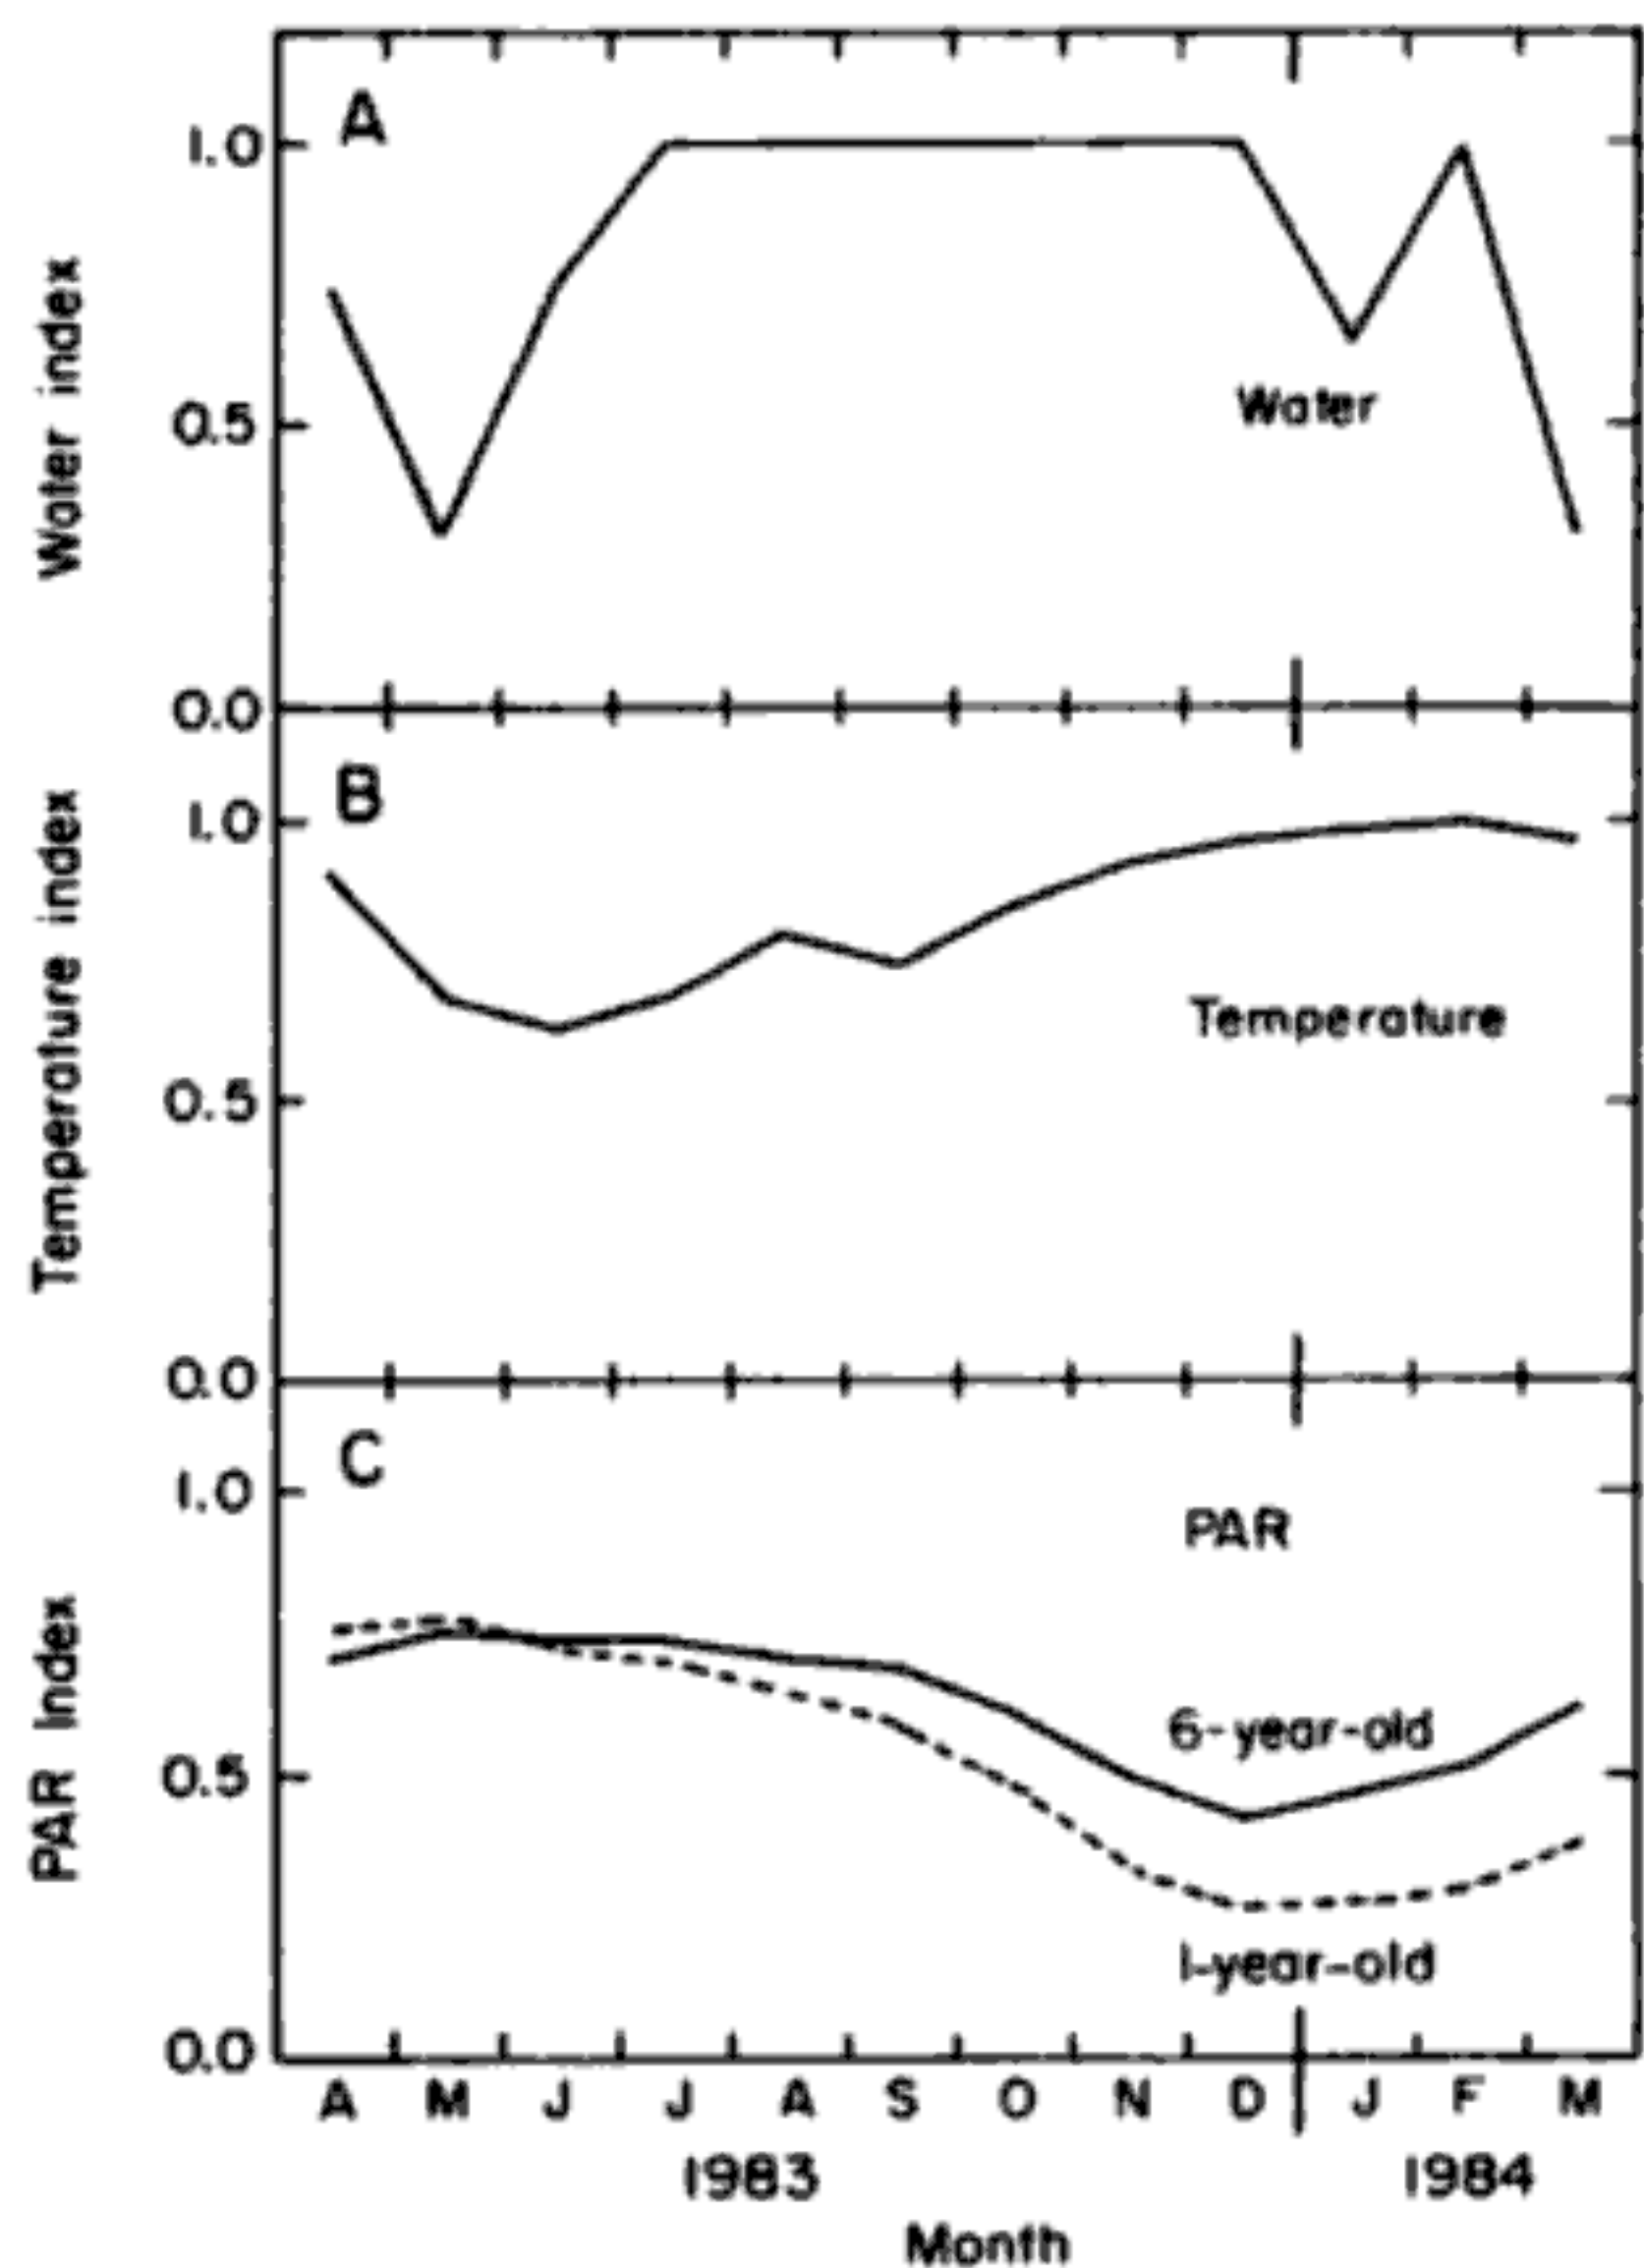 A
1.0
0.5
0.0
Water index
Water
B
1.0
0.5
0.0
Temperature index
Temperature
C
1.0
0.5
0.0
PAR Index
PAR
6-year-old
1-year-old
A M J J A S O N D J F M
1983 1984
Month